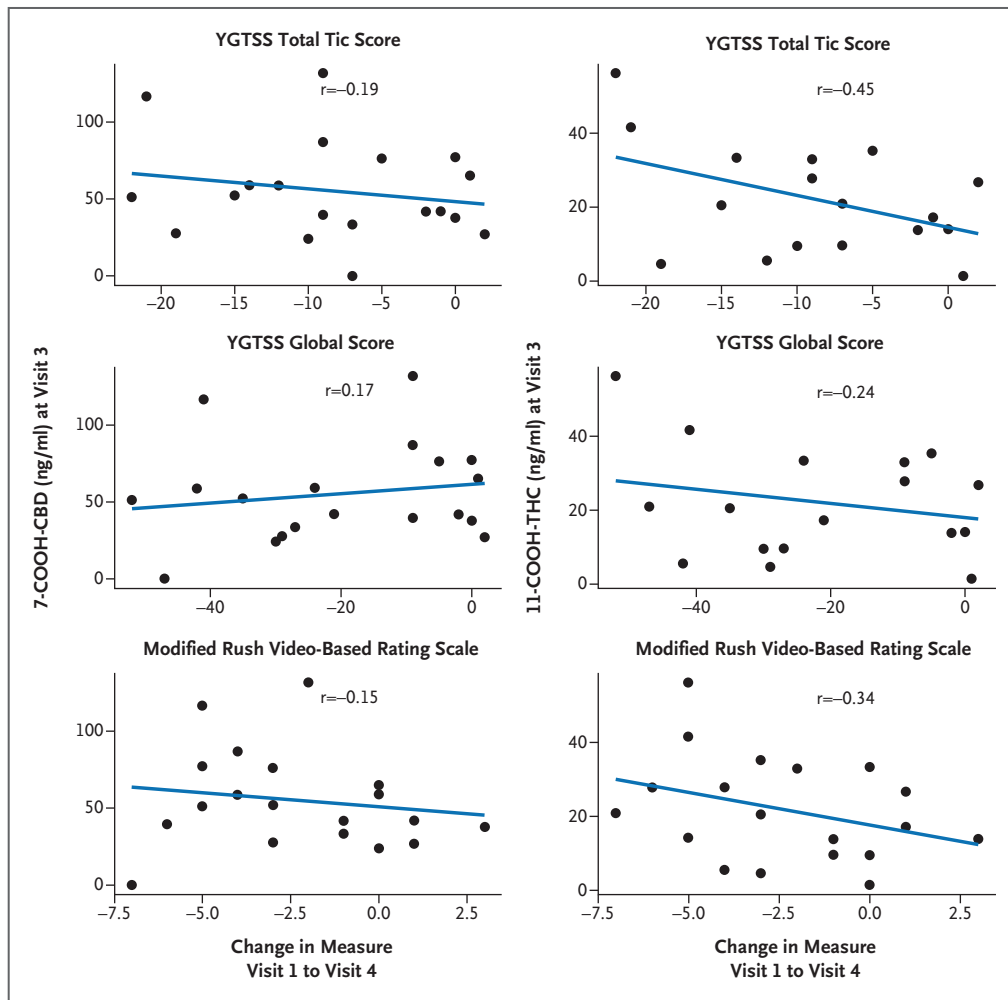 YGTSS Total Tic Score
r=−0.19
100
50
0
−20 −15 −10 −5 0
YGTSS Total Tic Score
r=−0.45
40
20
0
−20 −15 −10 −5 0
7-COOH-CBD (ng/ml) at Visit 3
YGTSS Global Score
r=0.17
100
50
0
−40 −20 0
11-COOH-THC (ng/ml) at Visit 3
YGTSS Global Score
r=−0.24
40
20
0
−40 −20 0
Modified Rush Video-Based Rating Scale
r=−0.15
100
50
0
−7.5 −5.0 −2.5 0.0 2.5
Change in Measure
Visit 1 to Visit 4
Modified Rush Video-Based Rating Scale
r=−0.34
40
20
0
−7.5 −5.0 −2.5 0.0 2.5
Change in Measure
Visit 1 to Visit 4